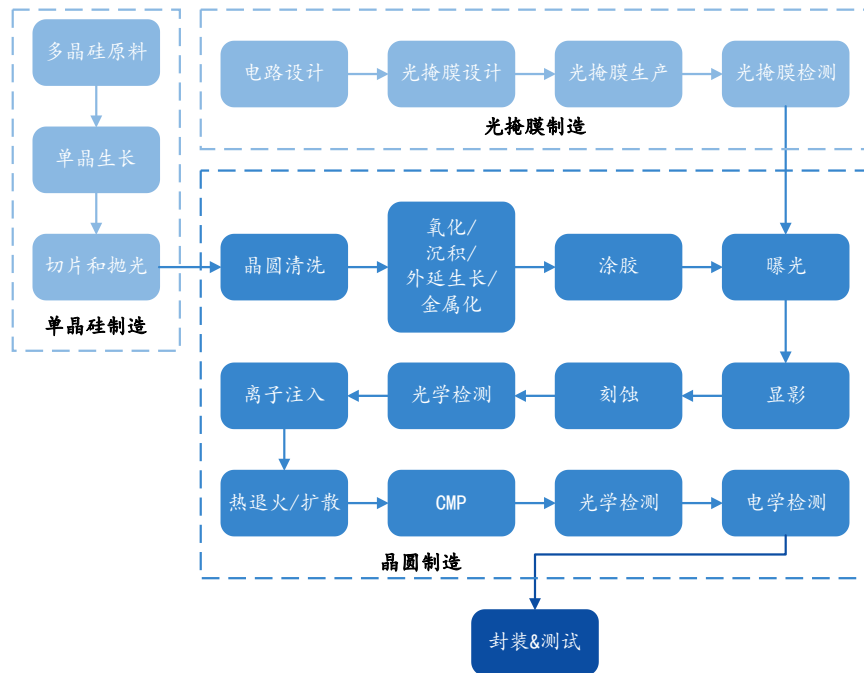 多晶硅原料
单晶生长
切片和抛光
单晶硅制造
电路设计
光掩膜设计
光掩膜生产
光掩膜检测
光掩膜制造
晶圆清洗
氧化/
沉积/
外延生长/
金属化
涂胶
曝光
离子注入
光学检测
刻蚀
显影
热退火/扩散
CMP
光学检测
电学检测
晶圆制造
封装&测试